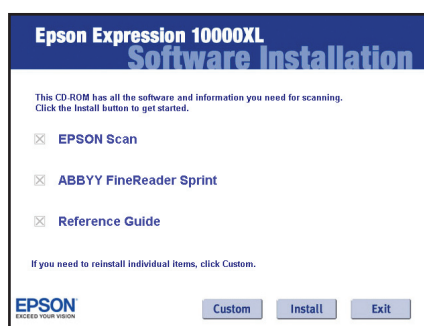 Epson Expression 10000XL
Software Installation
This CD-ROM has all the software and information you need for scanning.
Click the Install button to get started.
EPSON Scan
ABBYY FineReader Sprint
Reference Guide
If you need to reinstall individual items, click Custom.
EPSON
EXCEED YOUR VISION
Custom
Install
Exit